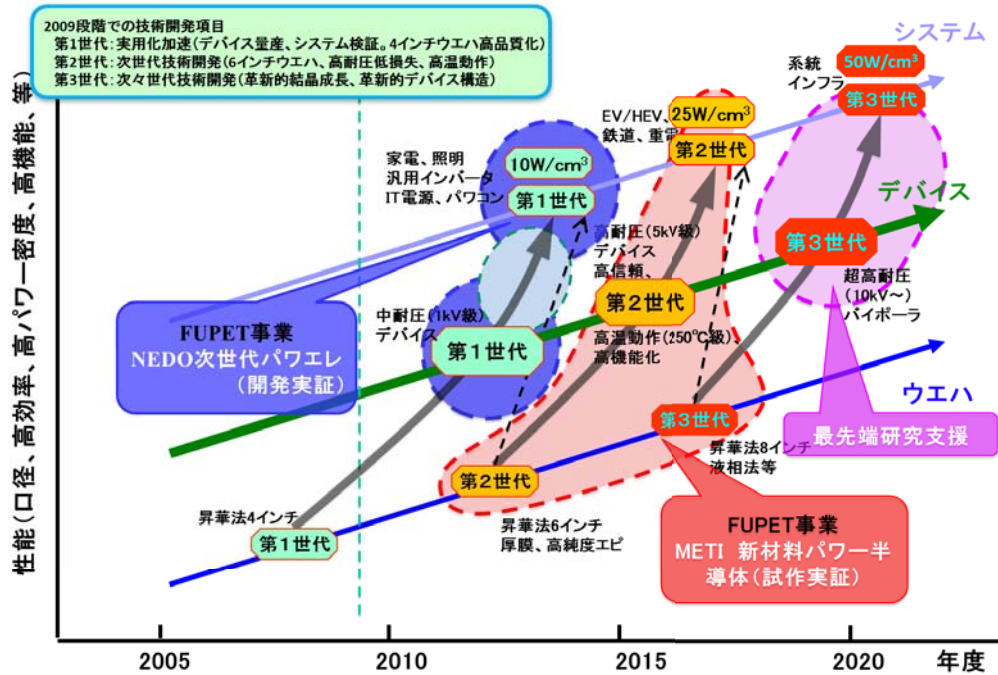 2009段階での技術開発項目
第1世代：実用化加速(デバイス量産、システム検証。4インチウエハ高品質化)
第2世代：次世代技術開発(6インチウエハ、高耐圧低損失、高温動作)
第3世代：次々世代技術開発(革新的結晶成長、革新的デバイス構造)
性能(口径、高効率、高パワー密度、高機能、等)
システム
系統
インフラ
50W/cm³
第3世代
EV/HEV、
鉄道、重電
25W/cm³
第2世代
家電、照明
汎用インバータ
IT電源、パワコン
10W/cm³
第1世代
デバイス
第3世代
高耐圧(5kV級)
デバイス
高信頼、
第2世代
高温動作(250℃級)、
高機能化
超高耐圧
(10kV～)
バイポーラ
中耐圧(1kV級)
デバイス
第1世代
FUPET事業
NEDO次世代パワエレ
(開発実証)
ウエハ
第3世代
最先端研究支援
昇華法8インチ
液相法等
第2世代
昇華法6インチ
厚膜、高純度エピ
昇華法4インチ
第1世代
FUPET事業
METI 新材料パワー半
導体(試作実証)
2005
2010
2015
2020
年度